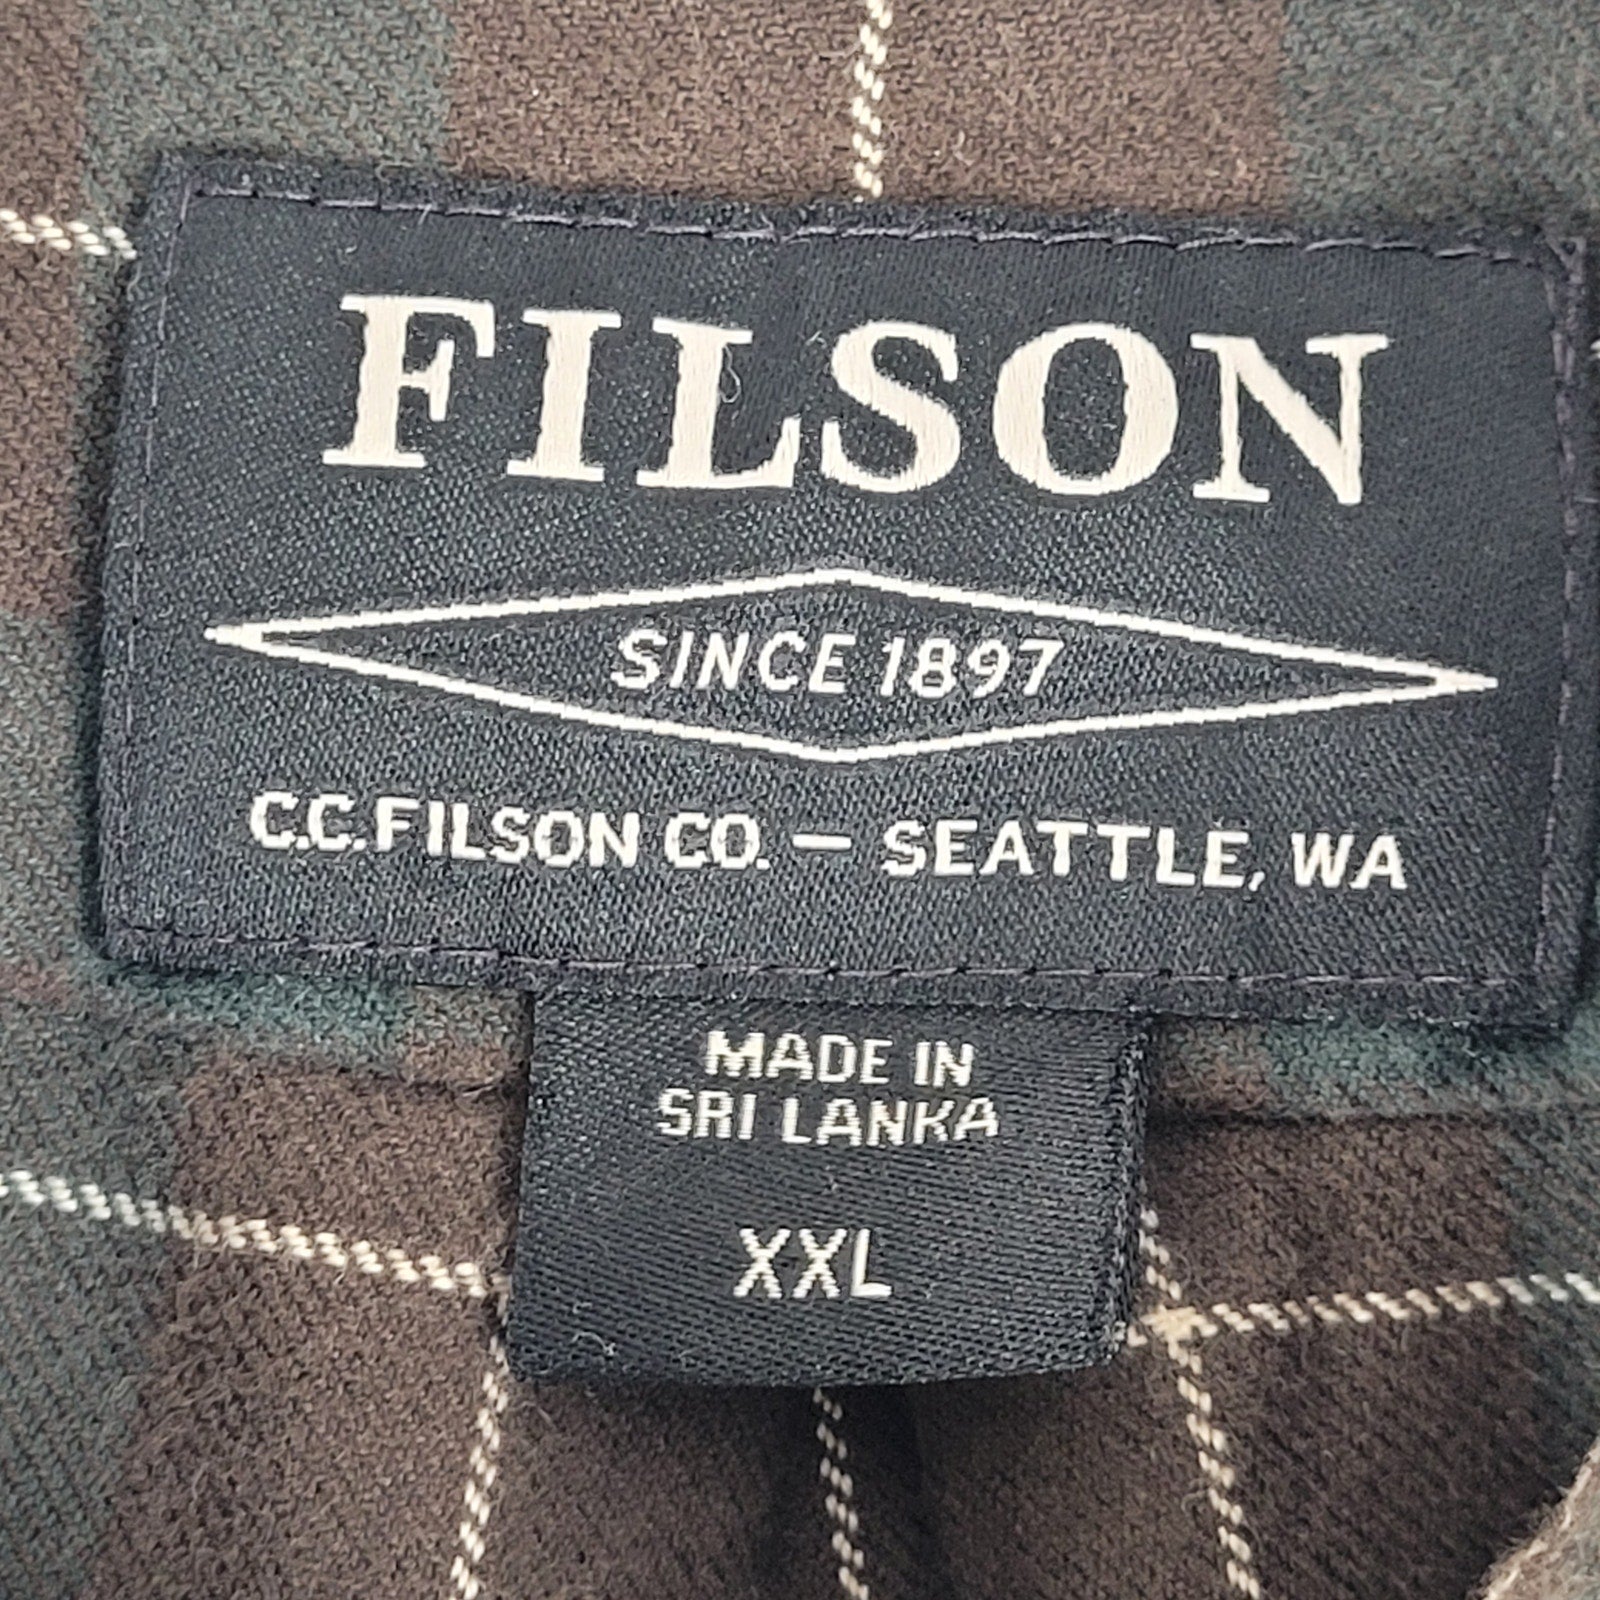 FILSON
SINCE 1897
C.C.FILSON CO. — SEATTLE, WA
MADE IN
SRI LANKA
XXL